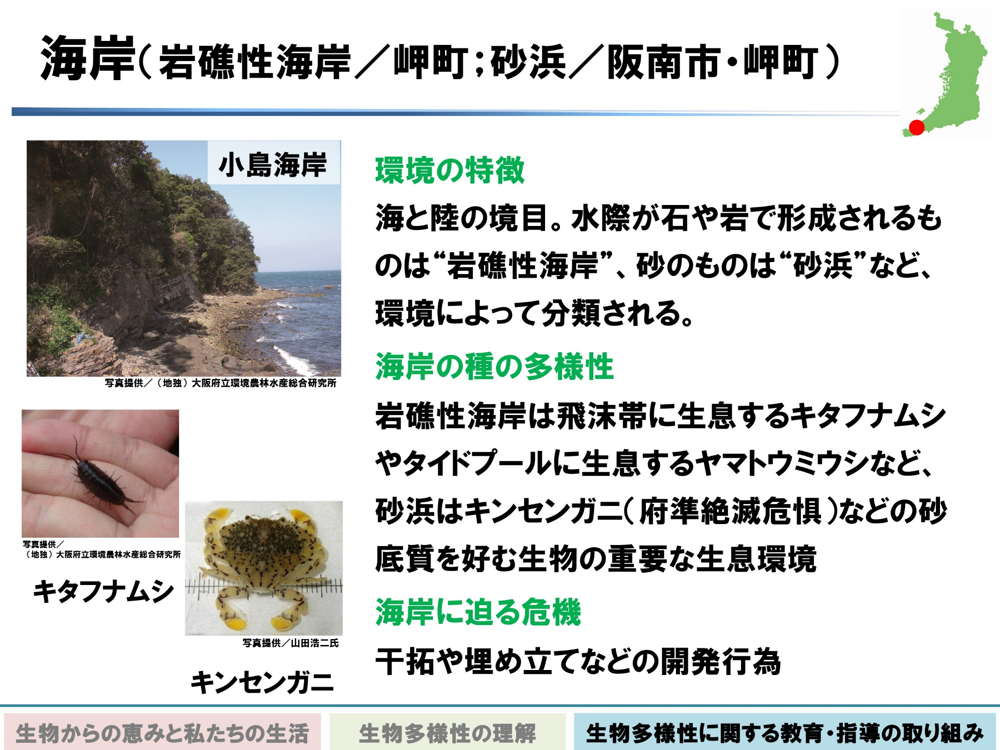 海岸（岩礁性海岸／岬町；砂浜／阪南市・岬町）
小島海岸
写真提供／（地独）大阪府立環境農林水産総合研究所
写真提供／
（地独）大阪府立環境農林水産総合研究所
キタフナムシ
写真提供／山田浩二氏
キンセンガニ
環境の特徴
海と陸の境目。水際が石や岩で形成されるも
のは“岩礁性海岸”、砂のものは“砂浜”など、
環境によって分類される。
海岸の種の多様性
岩礁性海岸は飛沫帯に生息するキタフナムシ
やタイドプールに生息するヤマトウミウシなど、
砂浜はキンセンガニ（府準絶滅危惧）などの砂
底質を好む生物の重要な生息環境
海岸に迫る危機
干拓や埋め立てなどの開発行為
生物からの恵みと私たちの生活
生物多様性の理解
生物多様性に関する教育・指導の取り組み